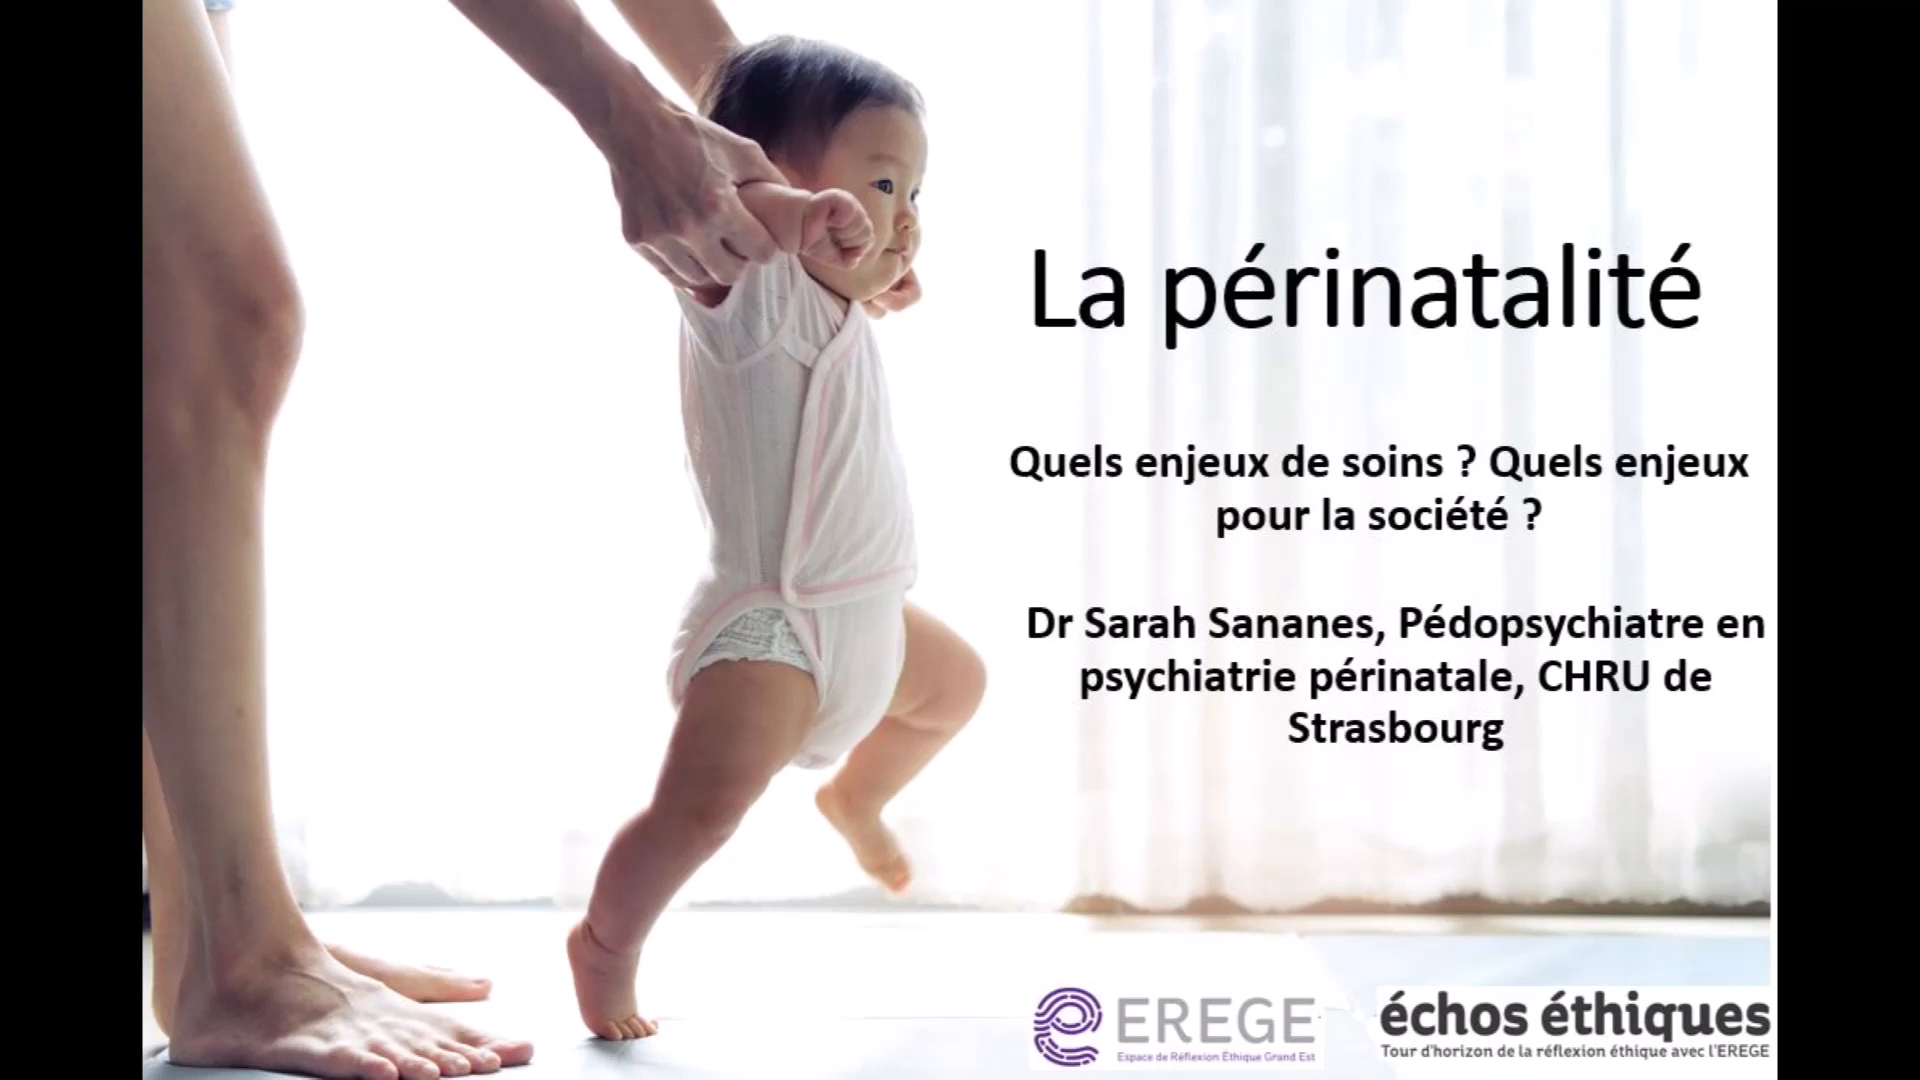 La périnatalité
Quels enjeux de soins ? Quels enjeux
pour la société ?
Dr Sarah Sananes, Pédopsychiatre en
psychiatrie périnatale, CHRU de
Strasbourg
EREGE
Espace de Réflexion Éthique Grand Est
échos éthiques
Tour d'horizon de la réflexion éthique avec l'EREGE